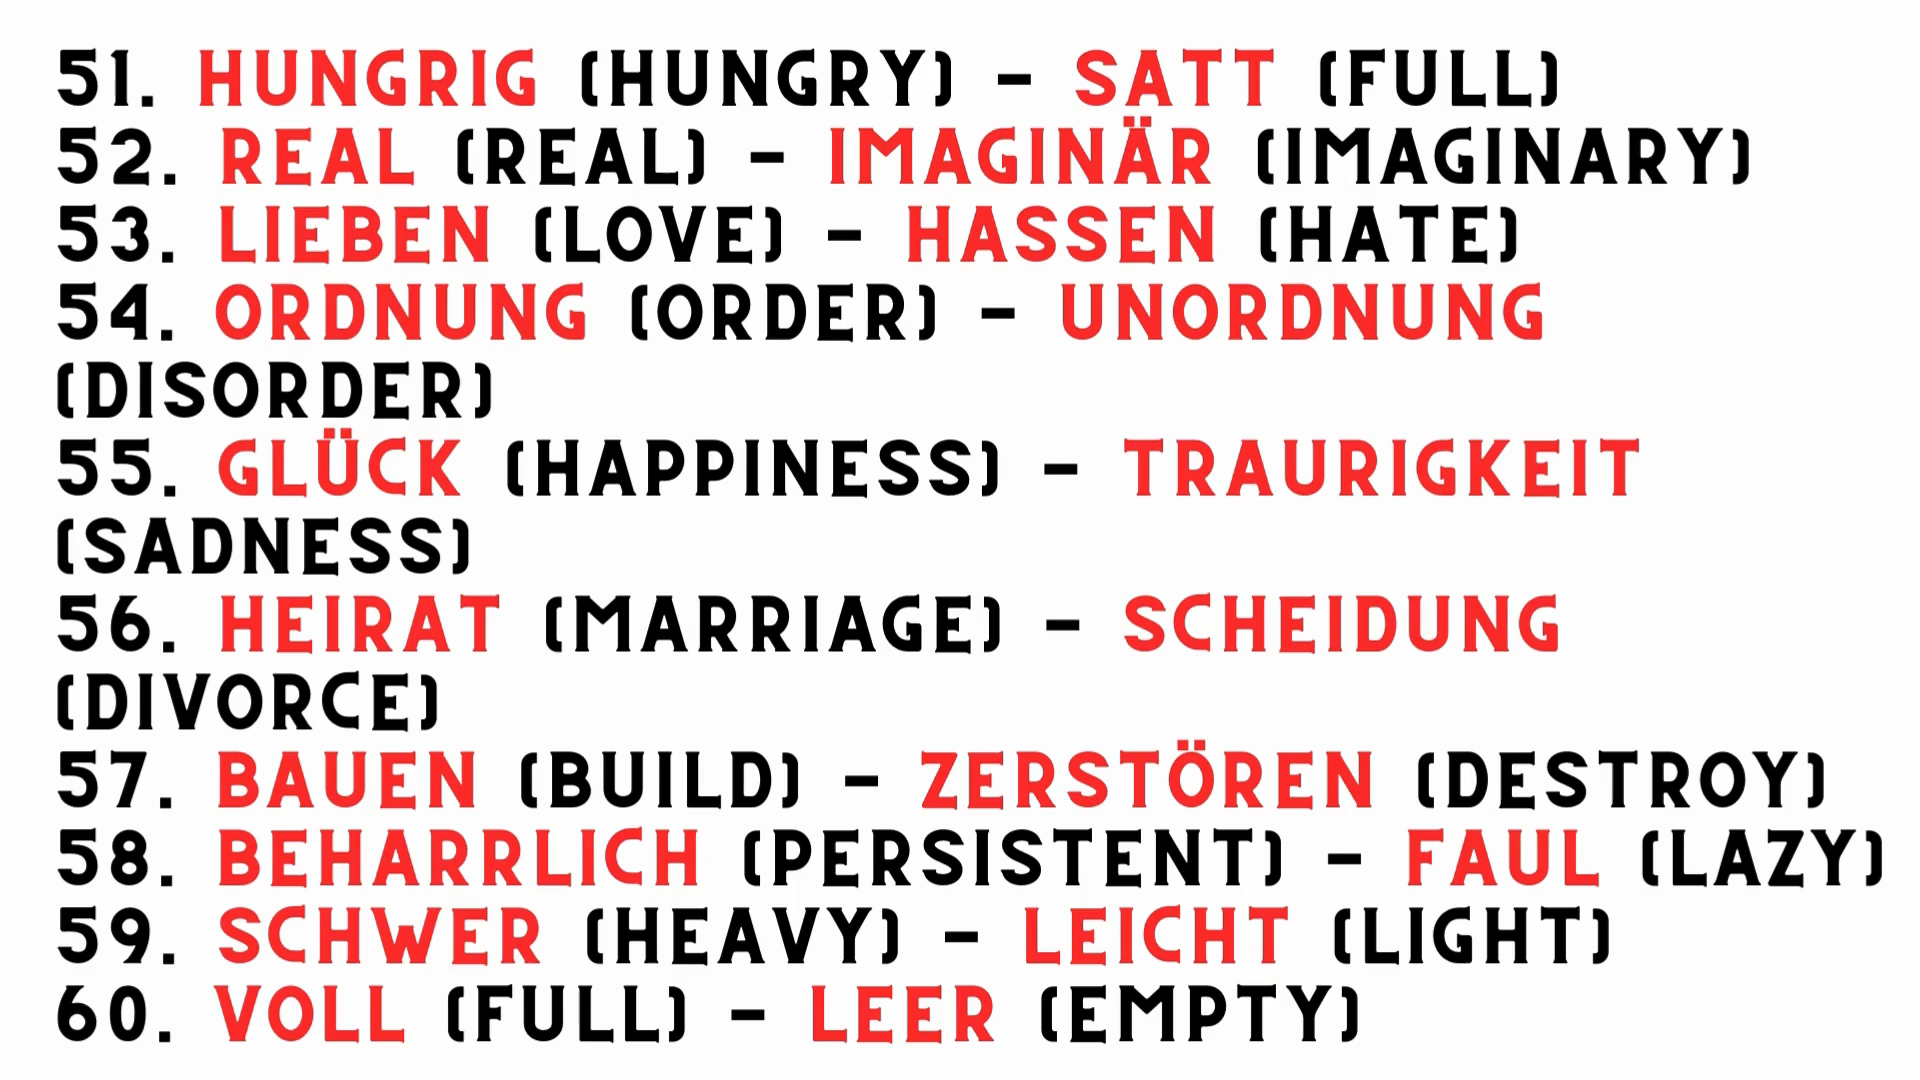 51. HUNGRIG (HUNGRY) – SATT (FULL)
52. REAL (REAL) – IMAGINÄR (IMAGINARY)
53. LIEBEN (LOVE) – HASSEN (HATE)
54. ORDNUNG (ORDER) – UNORDNUNG
(DISORDER)
55. GLÜCK (HAPPINESS) – TRAURIGKEIT
(SADNESS)
56. HEIRAT (MARRIAGE) – SCHEIDUNG
(DIVORCE)
57. BAUEN (BUILD) – ZERSTÖREN (DESTROY)
58. BEHARRLICH (PERSISTENT) – FAUL (LAZY)
59. SCHWER (HEAVY) – LEICHT (LIGHT)
60. VOLL (FULL) – LEER (EMPTY)